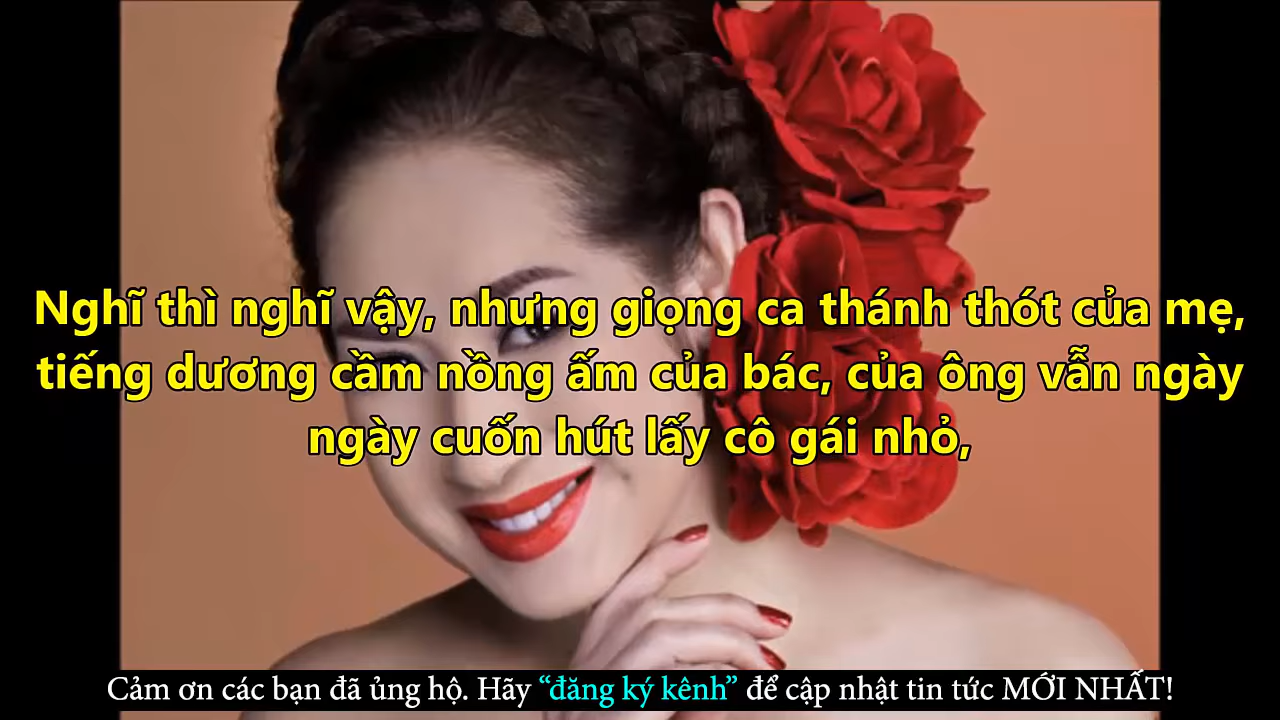 Nghĩ thì nghĩ vậy, nhưng giọng ca thánh thót của mẹ,
tiếng dương cầm nồng ấm của bác, của ông vẫn ngày
ngày cuốn hút lấy cô gái nhỏ,
Cảm ơn các bạn đã ủng hộ. Hãy “đăng ký kênh” để cập nhật tin tức MỚI NHẤT!